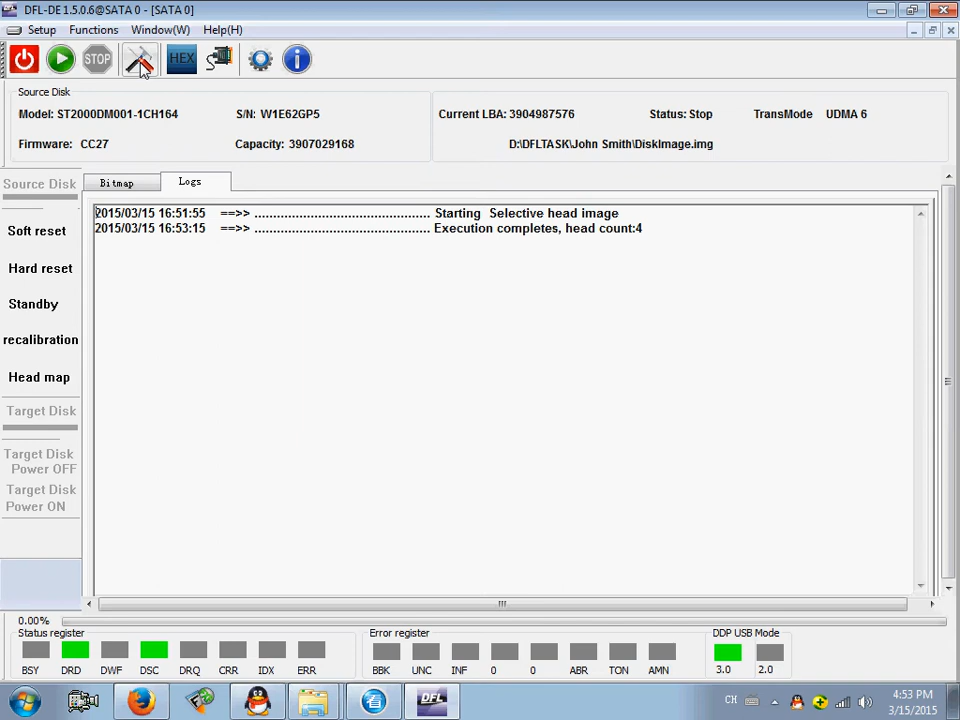 DFL-DE 1.5.0.6@SATA 0 - [SATA 0]
Setup Functions Window(W) Help(H)
STOP HEX
Source Disk
Model: ST2000DM001-1CH164 S/N: W1E62GP5 Current LBA: 3904987576 Status: Stop TransMode UDMA 6
Firmware: CC27 Capacity: 3907029168 D:\DFLTASK\John Smith\DiskImage.img
Source Disk
Bitmap Logs
2015/03/15 16:51:55 ==>> ............................................... Starting Selective head image
2015/03/15 16:53:15 ==>> ............................................... Execution completes, head count:4
Soft reset
Hard reset
Standby
recalibration
Head map
Target Disk
Target Disk
Power OFF
Target Disk
Power ON
0.00%
Status register Error register DDP USB Mode
BSY DRD DWF DSC DRQ CRR IDX ERR BBK UNC INF 0 0 ABR TON AMN 3.0 2.0
DFL CH 4:53 PM
3/15/2015